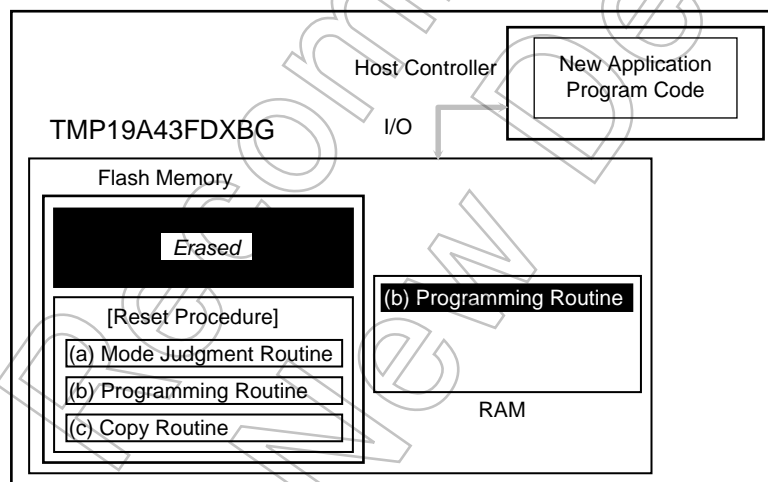 Host Controller
New Application
Program Code
TMP19A43FDXBG
I/O
Flash Memory
Erased
(b) Programming Routine
[Reset Procedure]
(a) Mode Judgment Routine
(b) Programming Routine
(c) Copy Routine
RAM